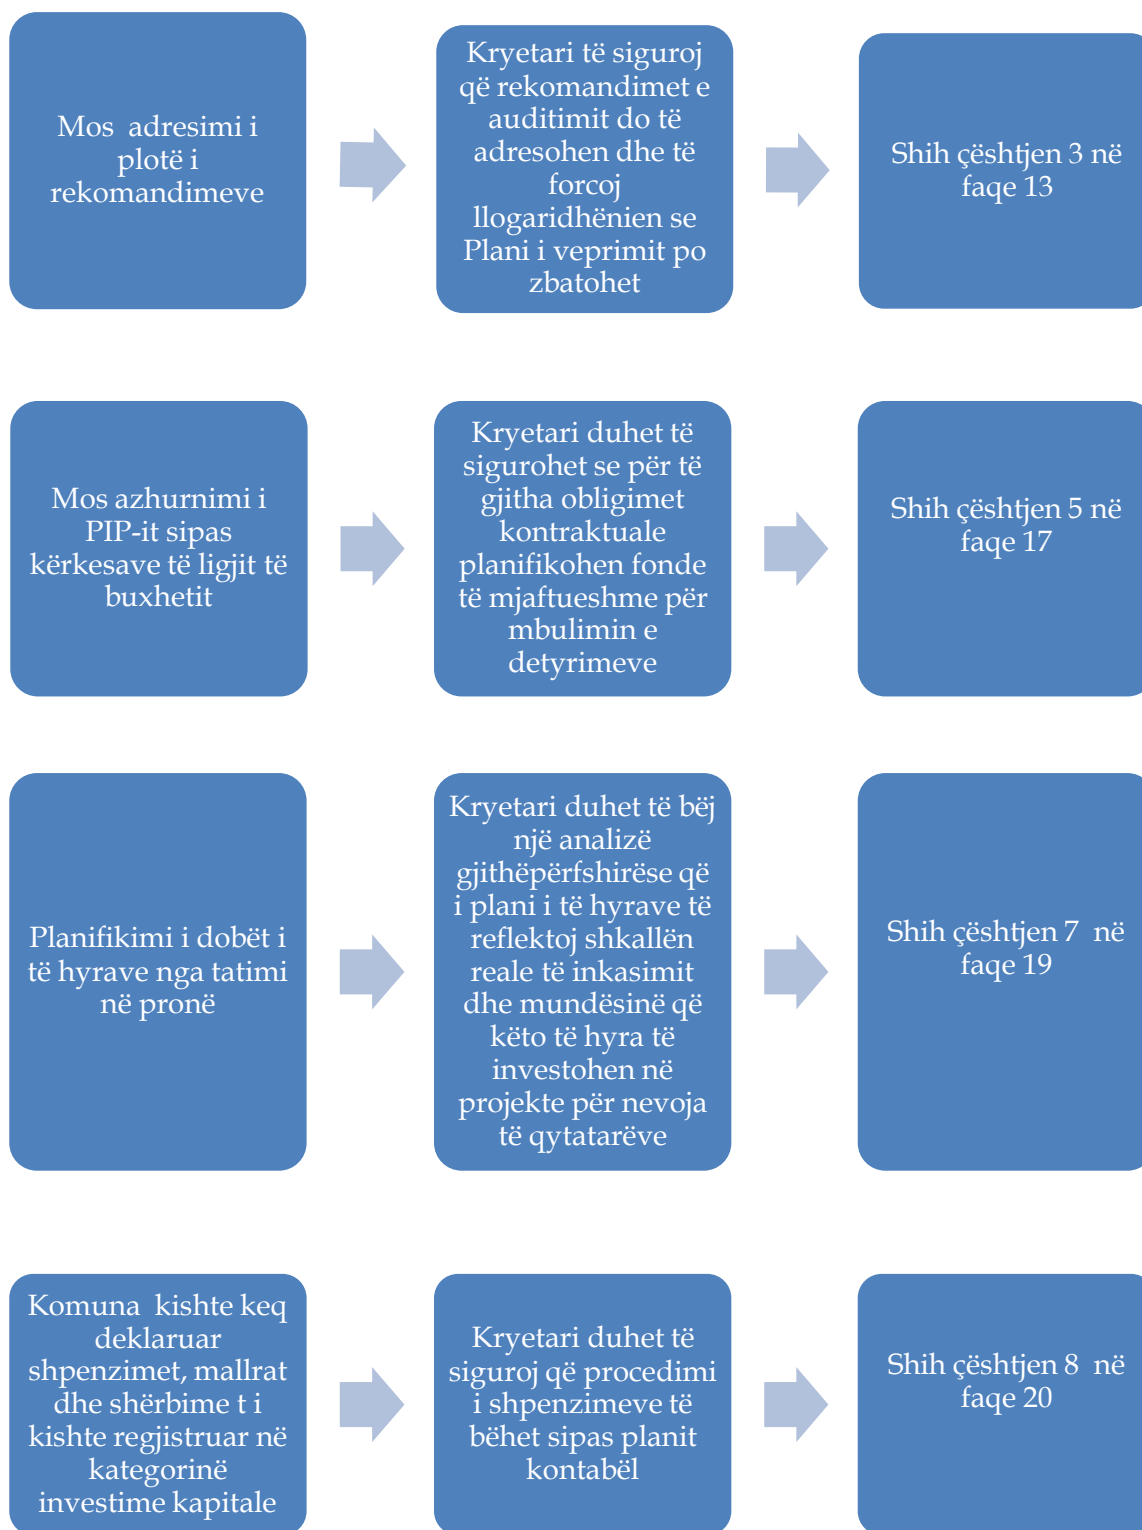 Mos adresimi i
plotë i
rekomandimeve
Kryetari të siguroj
që rekomandimet e
auditimit do të
adresohen dhe të
forcoj
llogaridhënien se
Plani i veprimit po
zbatohet
Shih çështjen 3 në
faqe 13
Mos azhurnimi i
PIP-it sipas
kërkesave të ligjit të
buxhetit
Kryetari duhet të
sigurohet se për të
gjitha obligimet
kontraktuale
planifikohen fonde
të mjaftueshme për
mbulimin e
detyrimeve
Shih çështjen 5 në
faqe 17
Planifikimi i dobët i
të hyrave nga tatimi
në pronë
Kryetari duhet të bëj
një analizë
gjithëpërfshirëse që
i plani i të hyrave të
reflektoj shkallën
reale të inkasimit
dhe mundësinë që
këto të hyra të
investohen në
projekte për nevoja
të qytatarëve
Shih çështjen 7 në
faqe 19
Komuna kishte keq
deklaruar
shpenzimet, mallrat
dhe shërbime t i
kishte regjistruar në
kategorinë
investime kapitale
Kryetari duhet të
siguroj që procedimi
i shpenzimeve të
bëhet sipas planit
kontabël
Shih çështjen 8 në
faqe 20